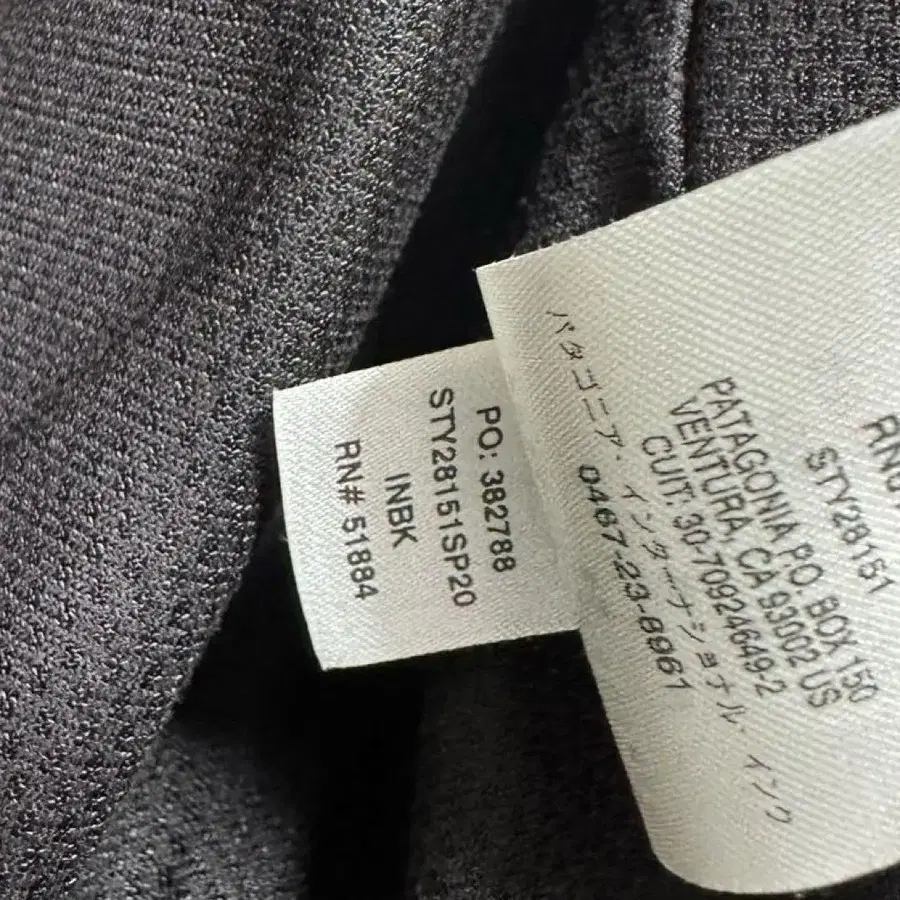 PO: 382788
STY28151SP20
INBK
RN# 51884
STY28151
PATAGONIA P.O. BOX 150
VENTURA, CA 93002 US
CUIT: 30-70924649-2
パタゴニア・インターナショナル・インク
0467-23-8961